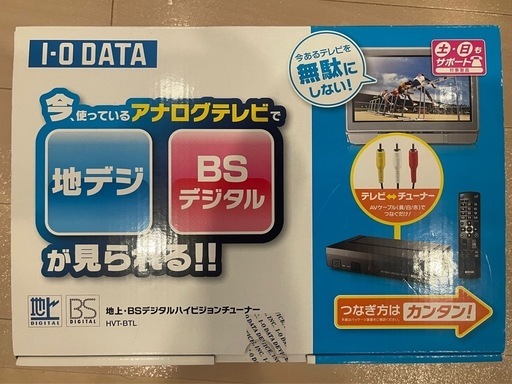 I-O DATA
今あるテレビを
無駄に
しない!
土・日も
サポート
対象製品
今、使っているアナログテレビで
地デジ
BS
デジタル
が見られる!!
テレビ⇔チューナー
AVケーブル(黄/白/赤)で
つなぐだけ!
地上
DIGITAL
BS
DIGITAL
地上・BSデジタルハイビジョンチューナー
HVT-BTL
つなぎ方は カンタン!